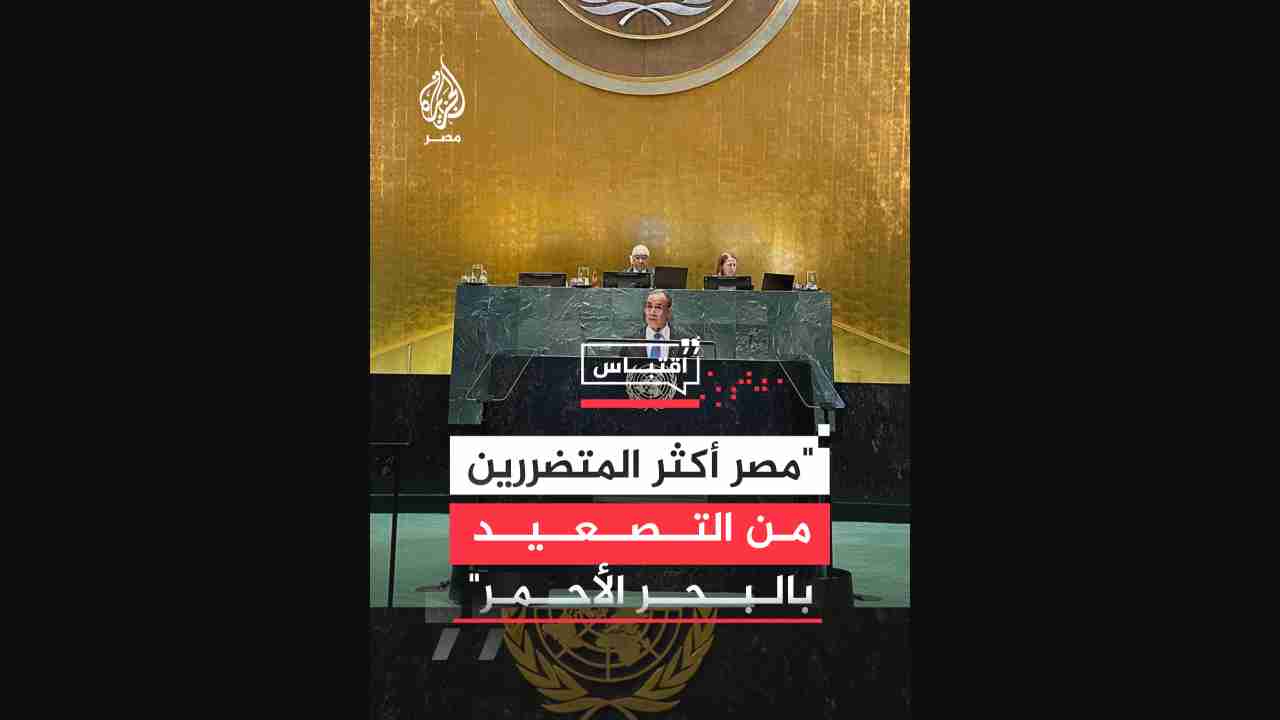 الجزيرة
مصر
اقتباس
"مصر أكثر المتضررين
من التصعيد
بالبحر الأحمر"